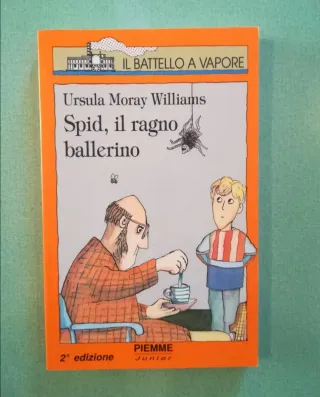 IL BATTELLO A VAPORE
Ursula Moray Williams
Spid, il ragno
ballerino
2ª edizione
PIEMME
Junior